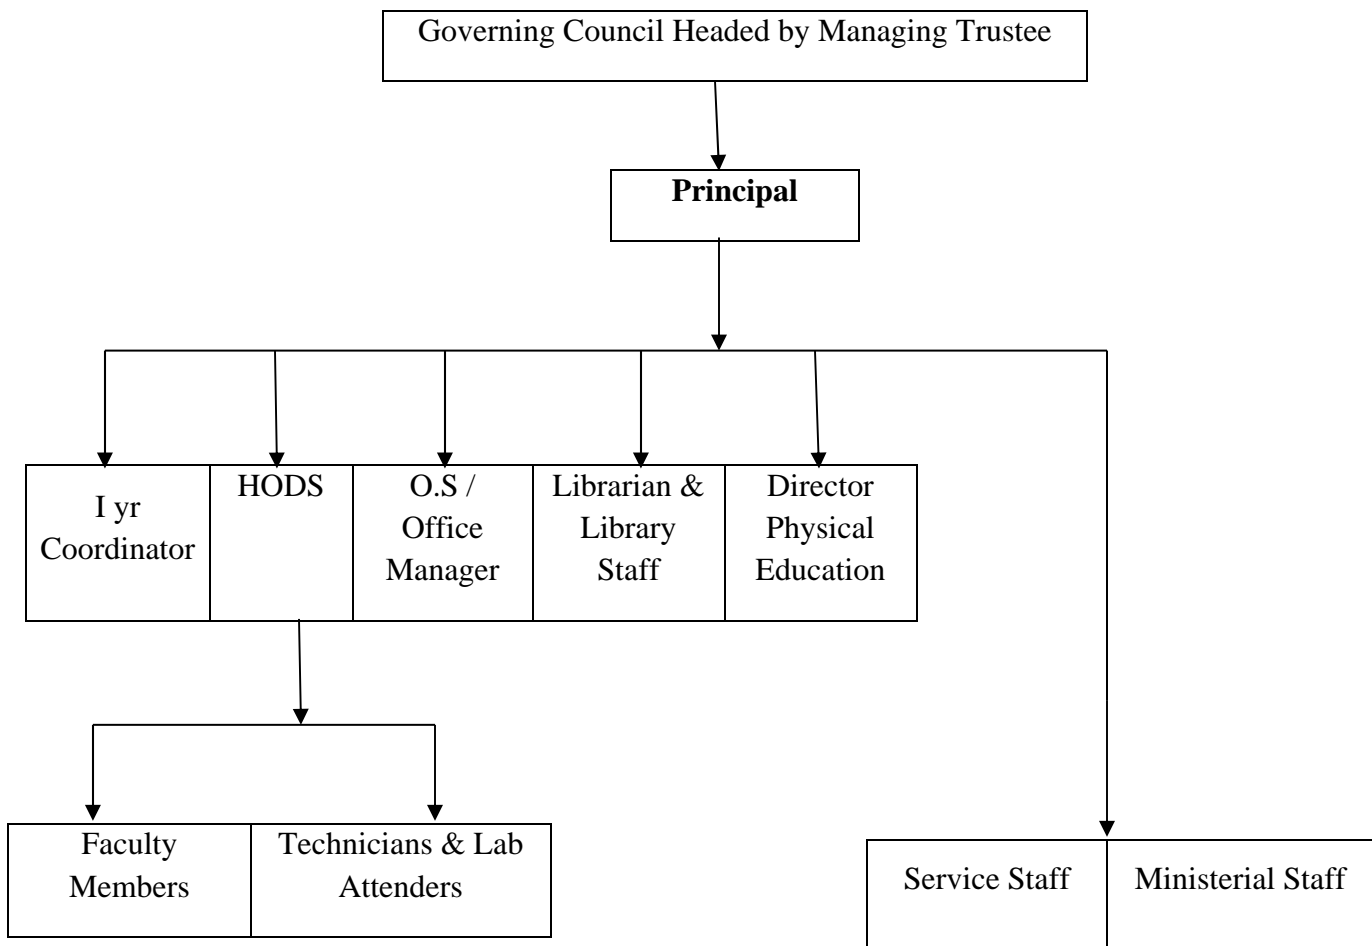 Governing Council Headed by Managing Trustee
Principal
I yr
Coordinator
HODS
O.S /
Office
Manager
Librarian &
Library
Staff
Director
Physical
Education
Faculty
Members
Technicians & Lab
Attenders
Service Staff
Ministerial Staff